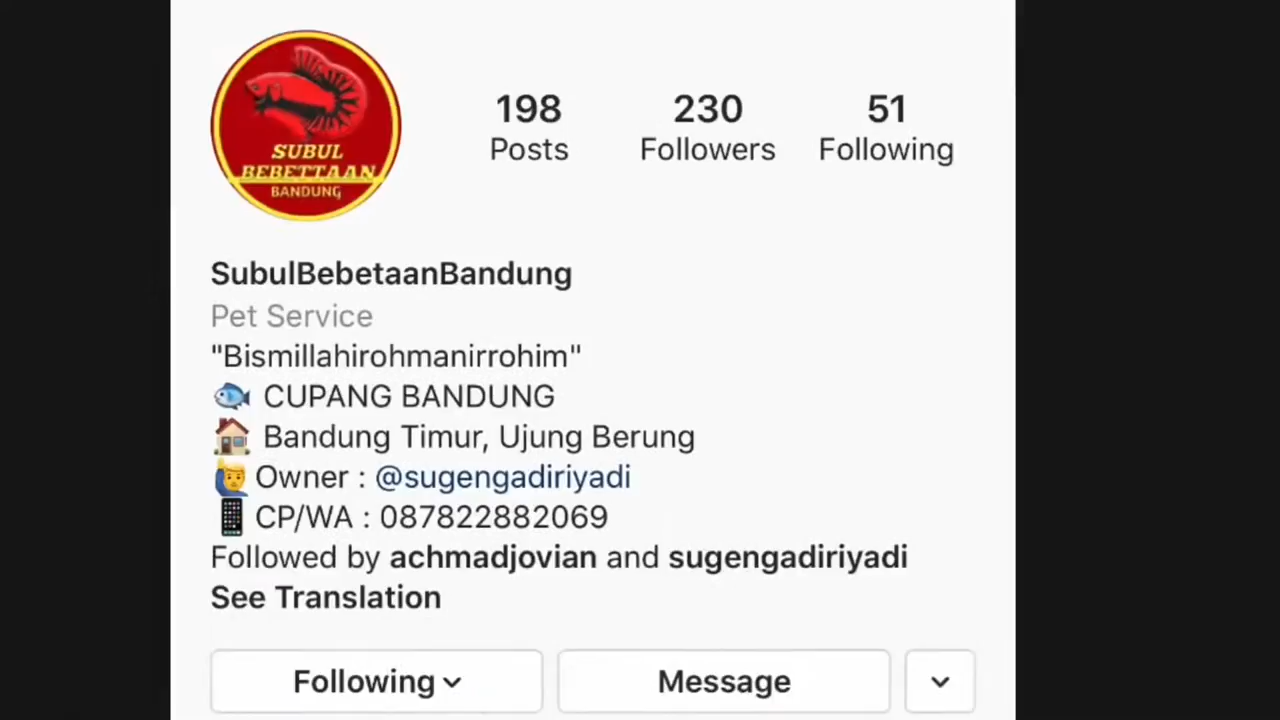 SUBUL
BEBETTAAN
BANDUNG
198 230 51
Posts Followers Following
SubulBebetaanBandung
Pet Service
"Bismillahirohmanirrohim"
🐟 CUPANG BANDUNG
🏠 Bandung Timur, Ujung Berung
🙋‍♂️ Owner : @sugengadiriyadi
📱 CP/WA : 087822882069
Followed by achmadjovian and sugengadiriyadi
See Translation
Following Message